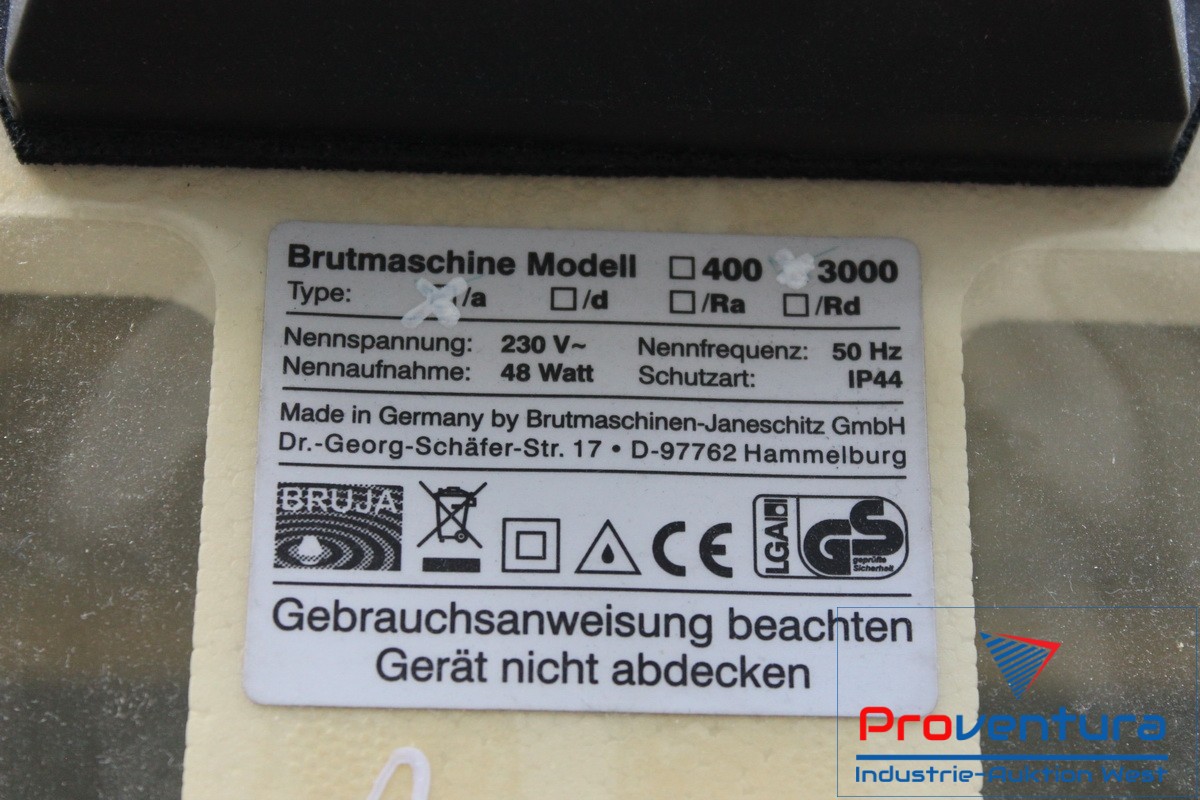 Brutmaschine Modell ☐ 400 ☒ 3000
Type: ☒ /a ☐ /d ☐ /Ra ☐ /Rd
Nennspannung: 230 V~ Nennfrequenz: 50 Hz
Nennaufnahme: 48 Watt Schutzart: IP44
Made in Germany by Brutmaschinen-Janeschitz GmbH
Dr.-Georg-Schäfer-Str. 17 • D-97762 Hammelburg
BRUJA
CE
LGA
GS
geprüfte
Sicherheit
Gebrauchsanweisung beachten
Gerät nicht abdecken
Proventura
Industrie-Auktion West